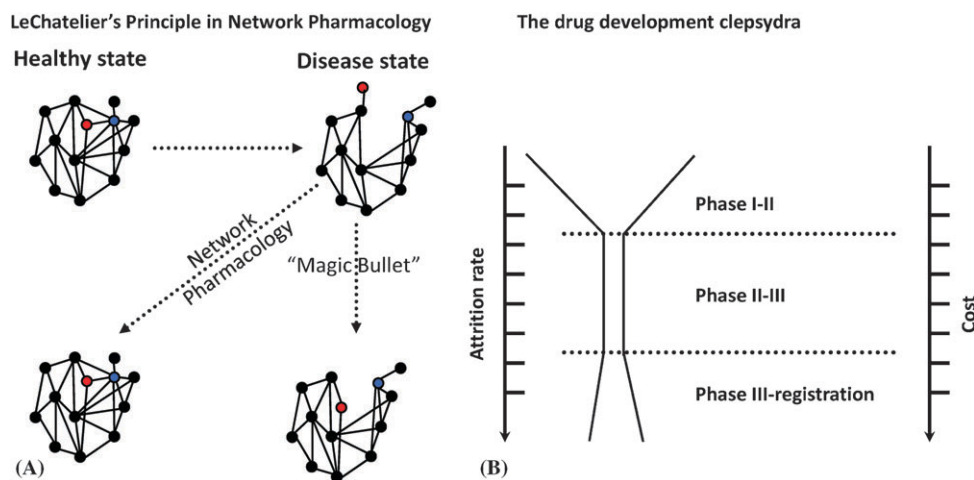 LeChatelier's Principle in Network Pharmacology
The drug development clepsydra
Healthy state
Disease state
Network
Pharmacology
"Magic Bullet"
(A)
Attrition rate
Phase I-II
Phase II-III
Phase III-registration
Cost
(B)